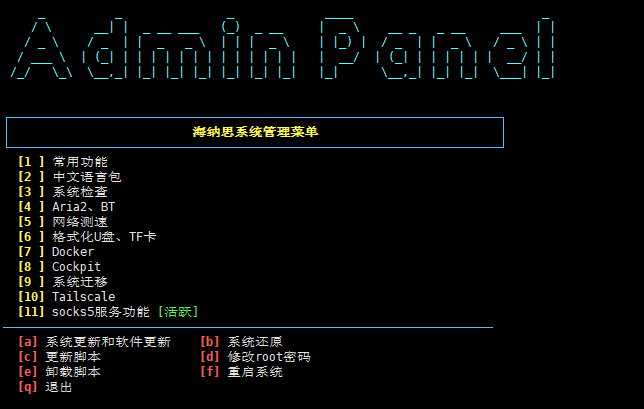 Admin Panel
海纳思系统管理菜单
[1 ] 常用功能
[2 ] 中文语言包
[3 ] 系统检查
[4 ] Aria2、BT
[5 ] 网络测速
[6 ] 格式化U盘、TF卡
[7 ] Docker
[8 ] Cockpit
[9 ] 系统迁移
[10] Tailscale
[11] socks5服务功能 [活跃]
[a] 系统更新和软件更新 [b] 系统还原
[c] 更新脚本 [d] 修改root密码
[e] 卸载脚本 [f] 重启系统
[q] 退出